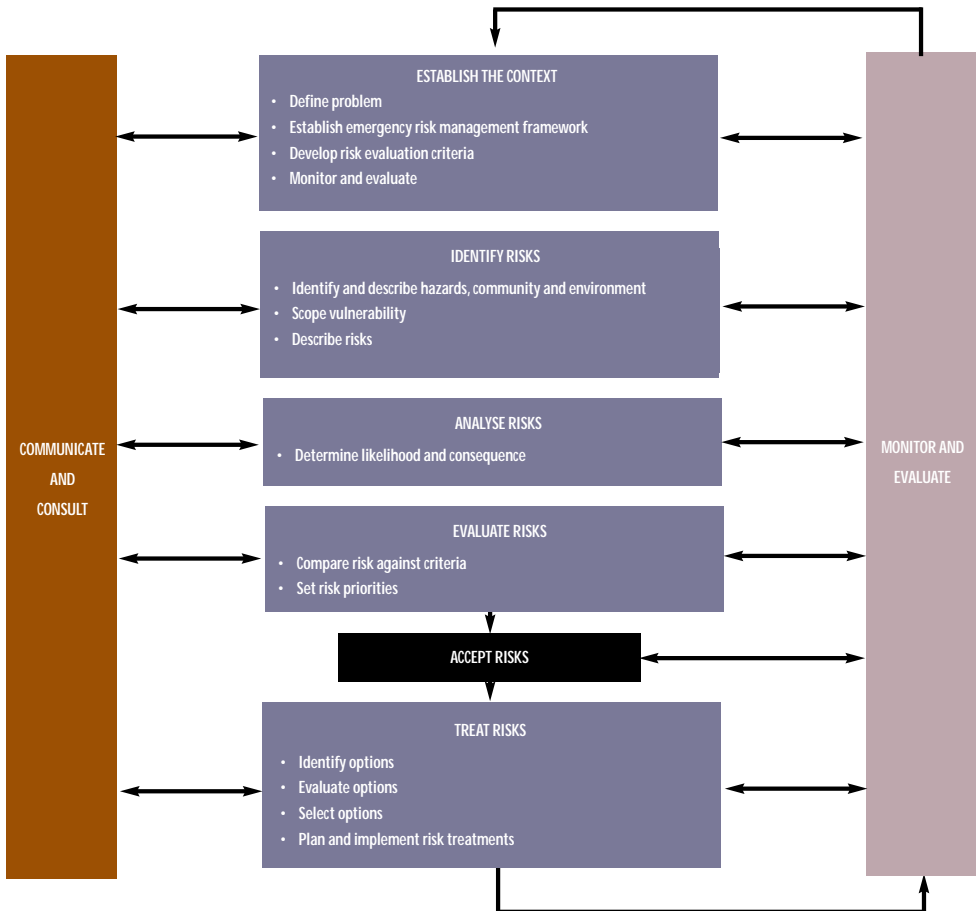 ESTABLISH THE CONTEXT
• Define problem
• Establish emergency risk management framework
• Develop risk evaluation criteria
• Monitor and evaluate
IDENTIFY RISKS
• Identify and describe hazards, community and environment
• Scope vulnerability
• Describe risks
ANALYSE RISKS
• Determine likelihood and consequence
COMMUNICATE
AND
CONSULT
MONITOR AND
EVALUATE
EVALUATE RISKS
• Compare risk against criteria
• Set risk priorities
ACCEPT RISKS
TREAT RISKS
• Identify options
• Evaluate options
• Select options
• Plan and implement risk treatments